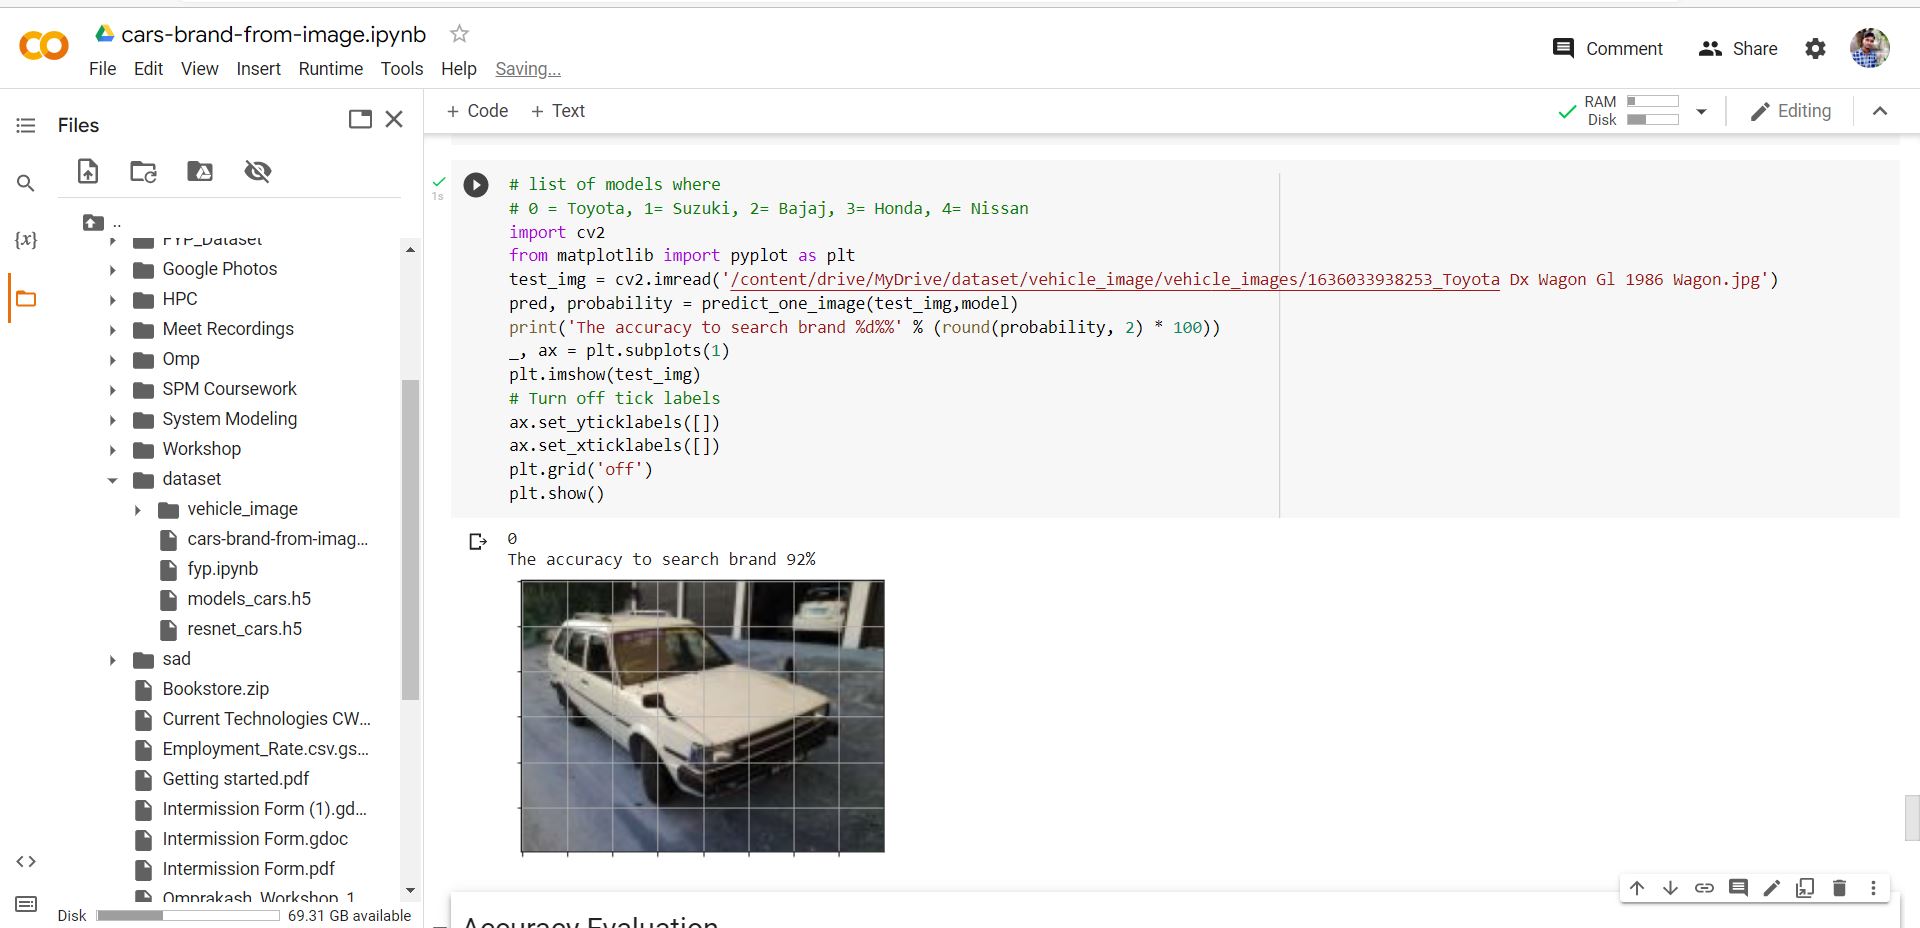 cars-brand-from-image.ipynb
File Edit View Insert Runtime Tools Help Saving...
Comment Share
+ Code + Text
RAM
Disk
Editing
Files
..
FYP_Dataset
Google Photos
HPC
Meet Recordings
Omp
SPM Coursework
System Modeling
Workshop
dataset
vehicle_image
cars-brand-from-imag...
fyp.ipynb
models_cars.h5
resnet_cars.h5
sad
Bookstore.zip
Current Technologies CW...
Employment_Rate.csv.gs...
Getting started.pdf
Intermission Form (1).gd...
Intermission Form.gdoc
Intermission Form.pdf
Omprakash_Workshop_1
Disk 69.31 GB available
{x}
<>
1s
# list of models where
# 0 = Toyota, 1= Suzuki, 2= Bajaj, 3= Honda, 4= Nissan
import cv2
from matplotlib import pyplot as plt
test_img = cv2.imread('/content/drive/MyDrive/dataset/vehicle_image/vehicle_images/1636033938253_Toyota Dx Wagon Gl 1986 Wagon.jpg')
pred, probability = predict_one_image(test_img,model)
print('The accuracy to search brand %d%%' % (round(probability, 2) * 100))
_, ax = plt.subplots(1)
plt.imshow(test_img)
# Turn off tick labels
ax.set_yticklabels([])
ax.set_xticklabels([])
plt.grid('off')
plt.show()
0
The accuracy to search brand 92%
Accuracy Evaluation